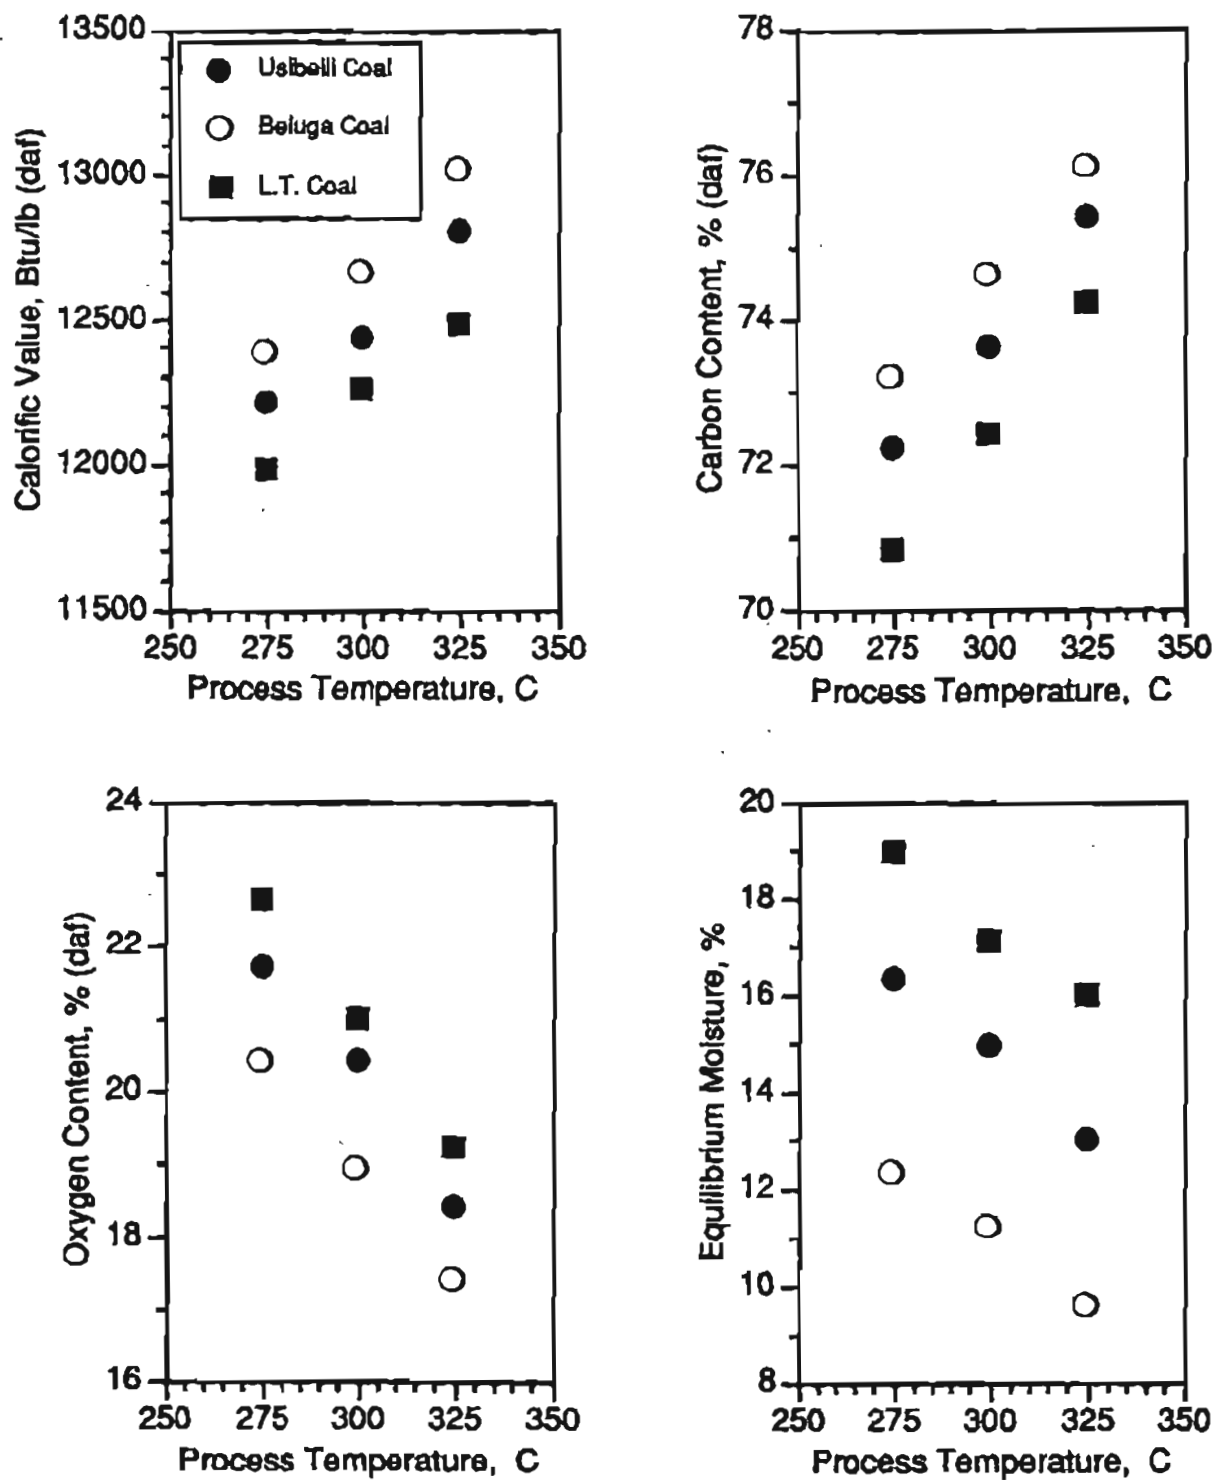 13500
13000
12500
12000
11500
Calorific Value, Btu/lb (daf)
Usibelli Coal
Beluga Coal
L.T. Coal
250 275 300 325 350
Process Temperature, C
78
76
74
72
70
Carbon Content, % (daf)
250 275 300 325 350
Process Temperature, C
24
22
20
18
16
Oxygen Content, % (daf)
250 275 300 325 350
Process Temperature, C
20
18
16
14
12
10
8
Equilibrium Moisture, %
250 275 300 325 350
Process Temperature, C